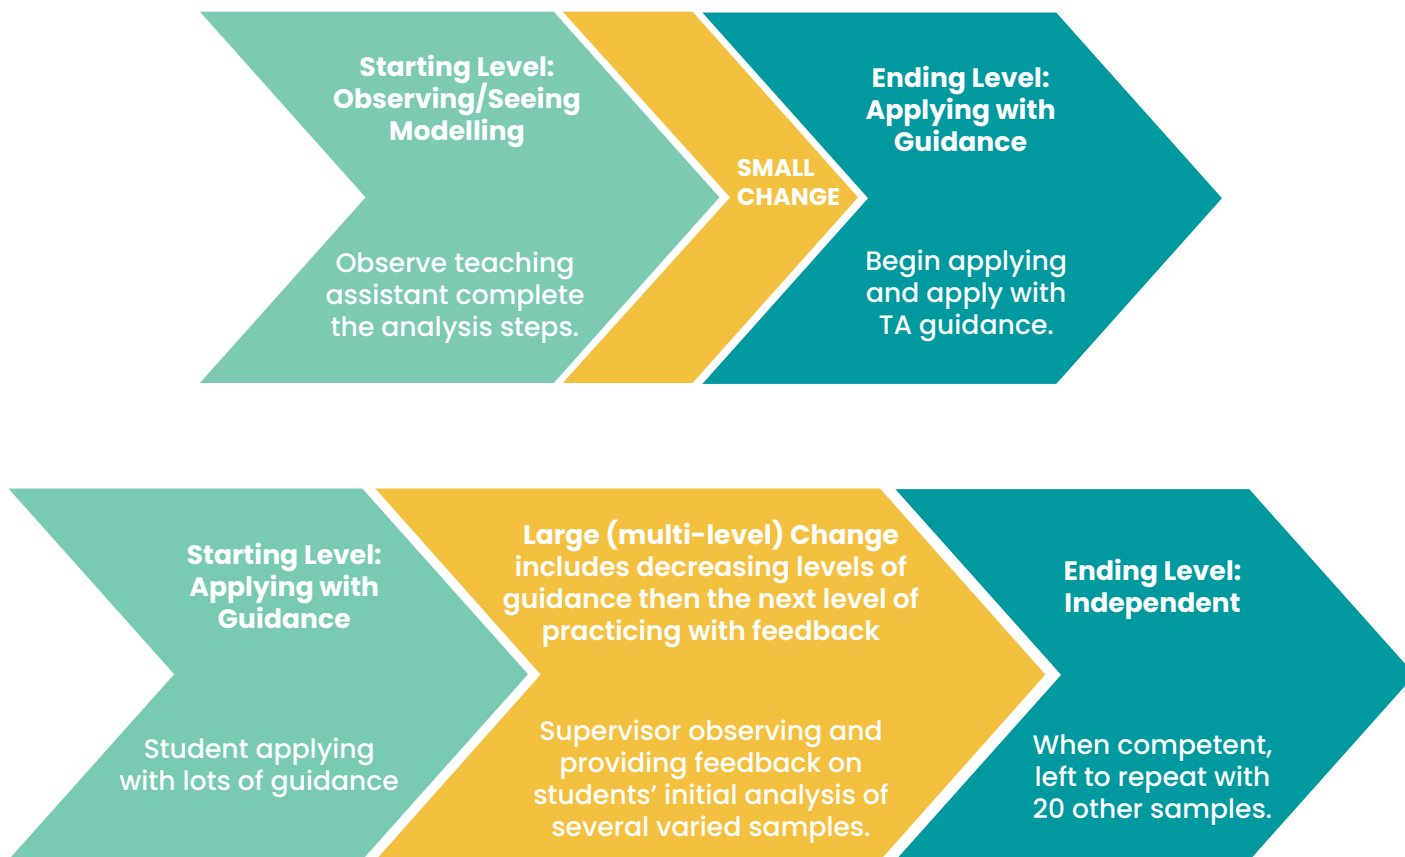 Starting Level:
Observing/Seeing
Modelling
Observe teaching
assistant complete
the analysis steps.
SMALL
CHANGE
Ending Level:
Applying with
Guidance
Begin applying
and apply with
TA guidance.
Starting Level:
Applying with
Guidance
Student applying
with lots of guidance
Large (multi-level) Change
includes decreasing levels of
guidance then the next level of
practicing with feedback
Supervisor observing and
providing feedback on
students’ initial analysis of
several varied samples.
Ending Level:
Independent
When competent,
left to repeat with
20 other samples.